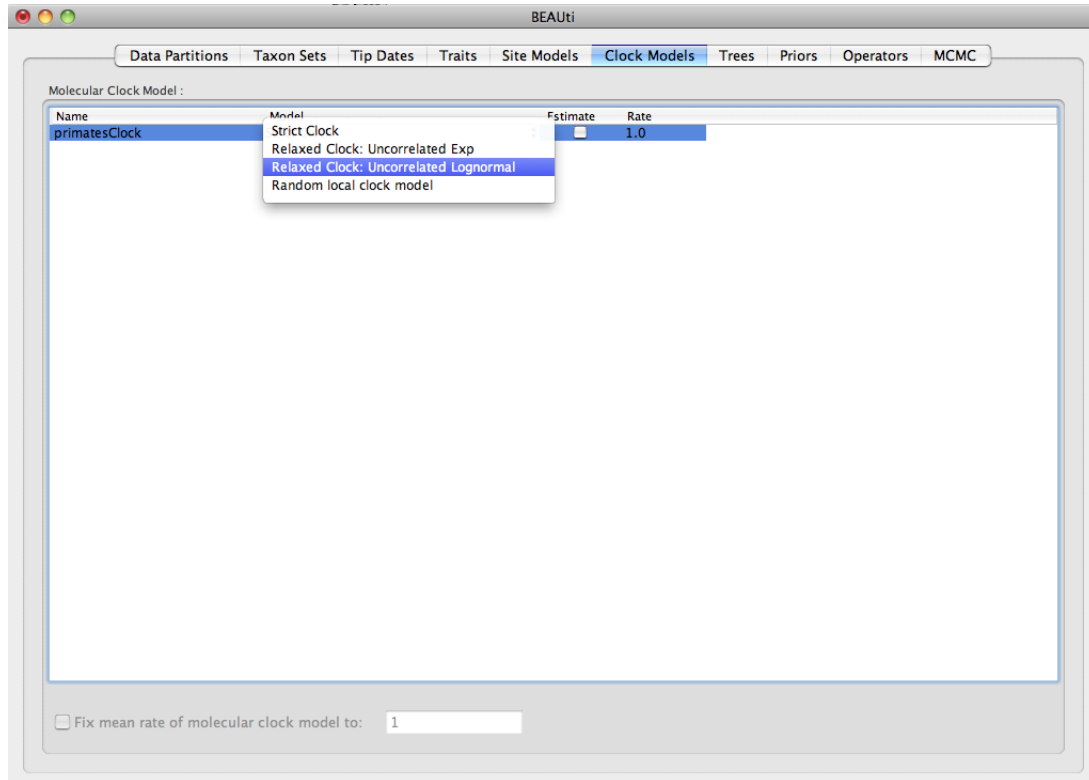 BEAUti
Data Partitions Taxon Sets Tip Dates Traits Site Models Clock Models Trees Priors Operators MCMC
Molecular Clock Model :
Name Model Estimate Rate
primatesClock Strict Clock 1.0
Relaxed Clock: Uncorrelated Exp
Relaxed Clock: Uncorrelated Lognormal
Random local clock model
Fix mean rate of molecular clock model to: 1